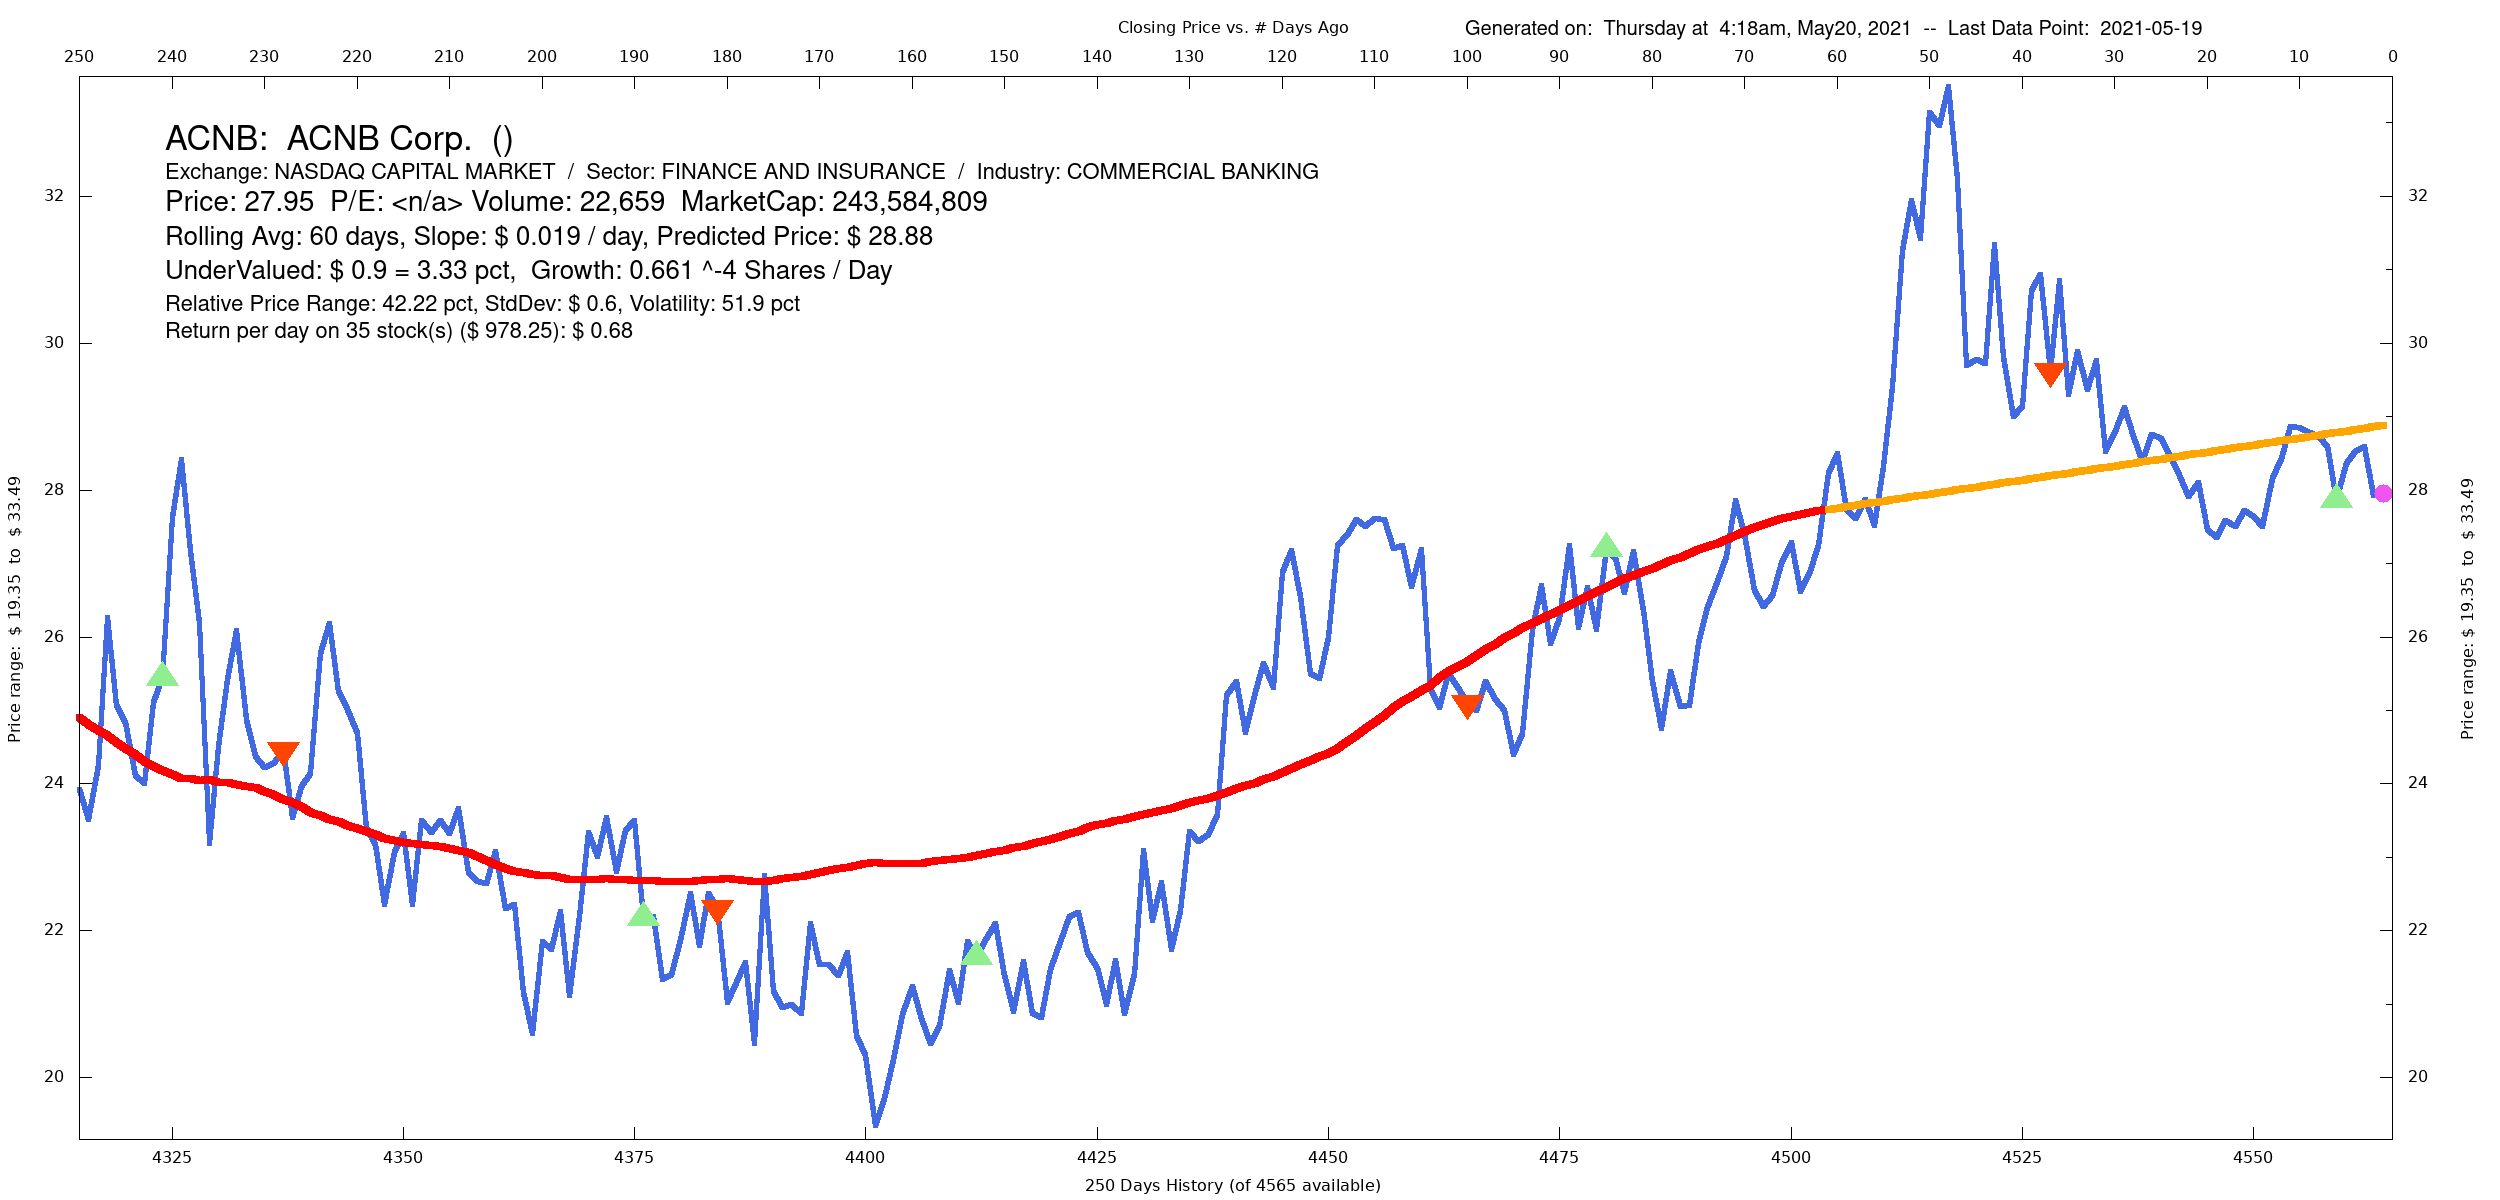 Closing Price vs. # Days Ago
Generated on:  Thursday at  4:18am, May20, 2021  --  Last Data Point:  2021-05-19
250 240 230 220 210 200 190 180 170 160 150 140 130 120 110 100 90 80 70 60 50 40 30 20 10 0
ACNB:  ACNB Corp.  ()
Exchange: NASDAQ CAPITAL MARKET  /  Sector: FINANCE AND INSURANCE  /  Industry: COMMERCIAL BANKING
Price: 27.95  P/E: <n/a> Volume: 22,659  MarketCap: 243,584,809
Rolling Avg: 60 days, Slope: $ 0.019 / day, Predicted Price: $ 28.88
UnderValued: $ 0.9 = 3.33 pct,  Growth: 0.661 ^-4 Shares / Day
Relative Price Range: 42.22 pct, StdDev: $ 0.6, Volatility: 51.9 pct
Return per day on 35 stock(s) ($ 978.25): $ 0.68
Price range:  $ 19.35  to  $ 33.49
32
30
28
26
24
22
20
32
30
28
26
24
22
20
Price range: $ 19.35  to  $ 33.49
4325 4350 4375 4400 4425 4450 4475 4500 4525 4550
250 Days History (of 4565 available)